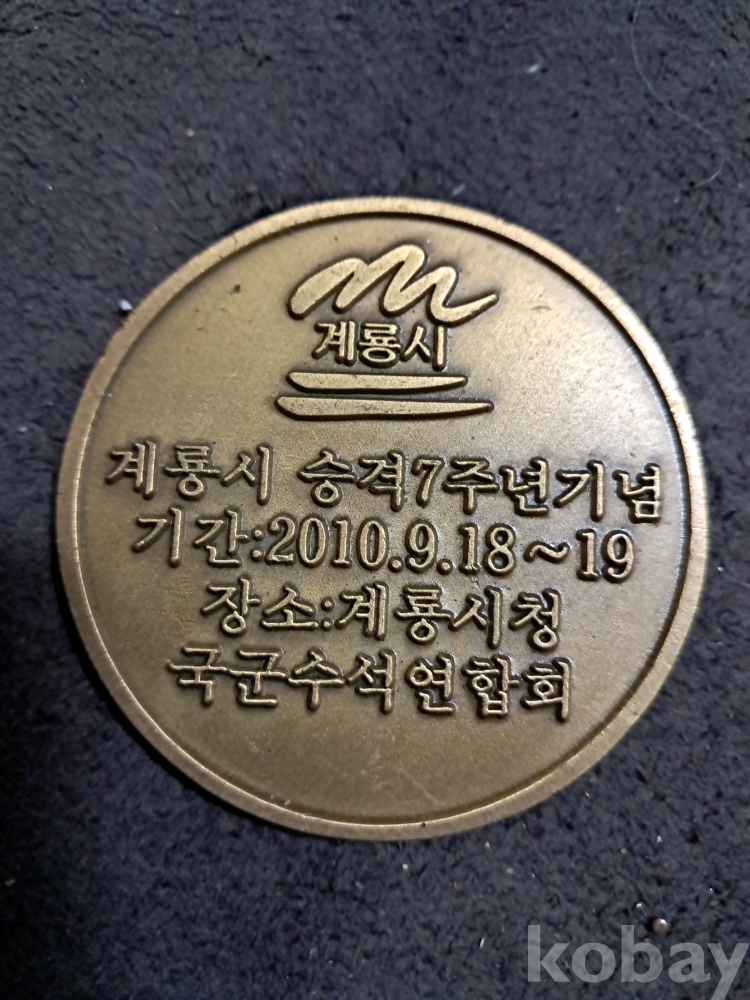 계룡시
계룡시 승격7주년기념
기간:2010.9.18~19
장소:계룡시청
국군수석연합회
kobay